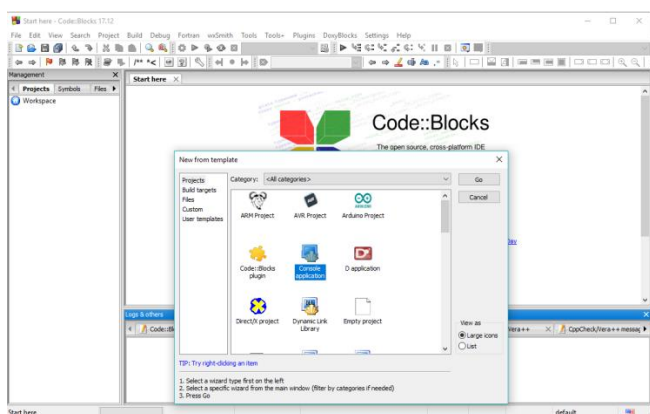 Start here - Code::Blocks 17.12
File Edit View Search Project Build Debug Fortran wxSmith Tools Tools+ Plugins DoxyBlocks Settings Help
Management
Start here
Projects Symbols Files
Workspace
Code::Blocks
The open source, cross-platform IDE
New from template
Projects
Build targets
Files
Custom
User templates
Category: <All categories>
Go
Cancel
ARM Project AVR Project Arduino Project
Code::Blocks plugin
Console application
D application
Direct/X project
Dynamic Link Library
Empty project
View as
Large icons
List
TIP: Try right-clicking an item
1. Select a wizard type first on the left
2. Select a specific wizard from the main window (filter by categories if needed)
3. Press Go
Logs & others
Vera++ CppCheck/Vera++ messag
Start here
default